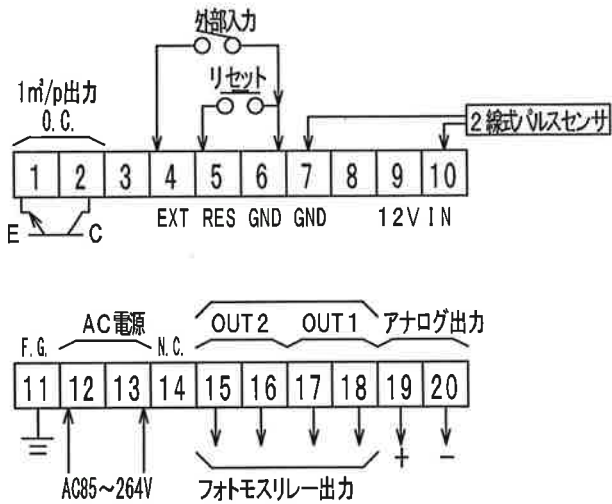 外部入力
リセット
1㎥/p出力
O.C.
2線式パルスセンサ
1 2 3 4 5 6 7 8 9 10
EXT RES GND GND 12V IN
E C
AC電源 OUT2 OUT1 アナログ出力
F.G. N.C.
11 12 13 14 15 16 17 18 19 20
+ −
AC85～264V フォトモスリレー出力